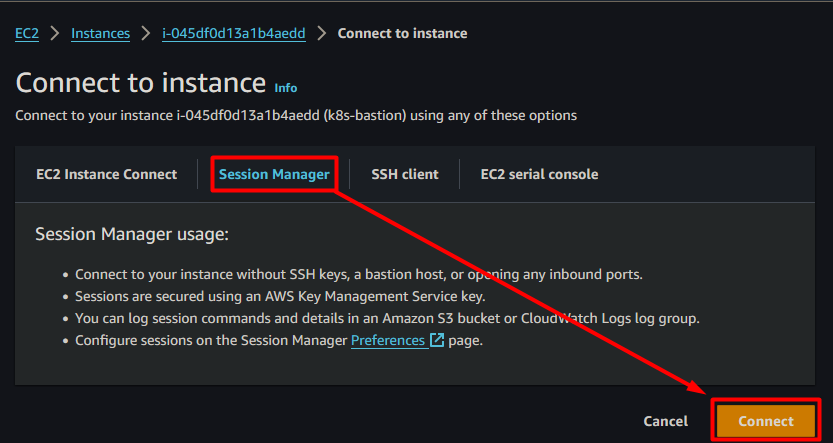 EC2 > Instances > i-045df0d13a1b4aedd > Connect to instance
Connect to instance Info
Connect to your instance i-045df0d13a1b4aedd (k8s-bastion) using any of these options
EC2 Instance Connect Session Manager SSH client EC2 serial console
Session Manager usage:
• Connect to your instance without SSH keys, a bastion host, or opening any inbound ports.
• Sessions are secured using an AWS Key Management Service key.
• You can log session commands and details in an Amazon S3 bucket or CloudWatch Logs log group.
• Configure sessions on the Session Manager Preferences page.
Cancel Connect